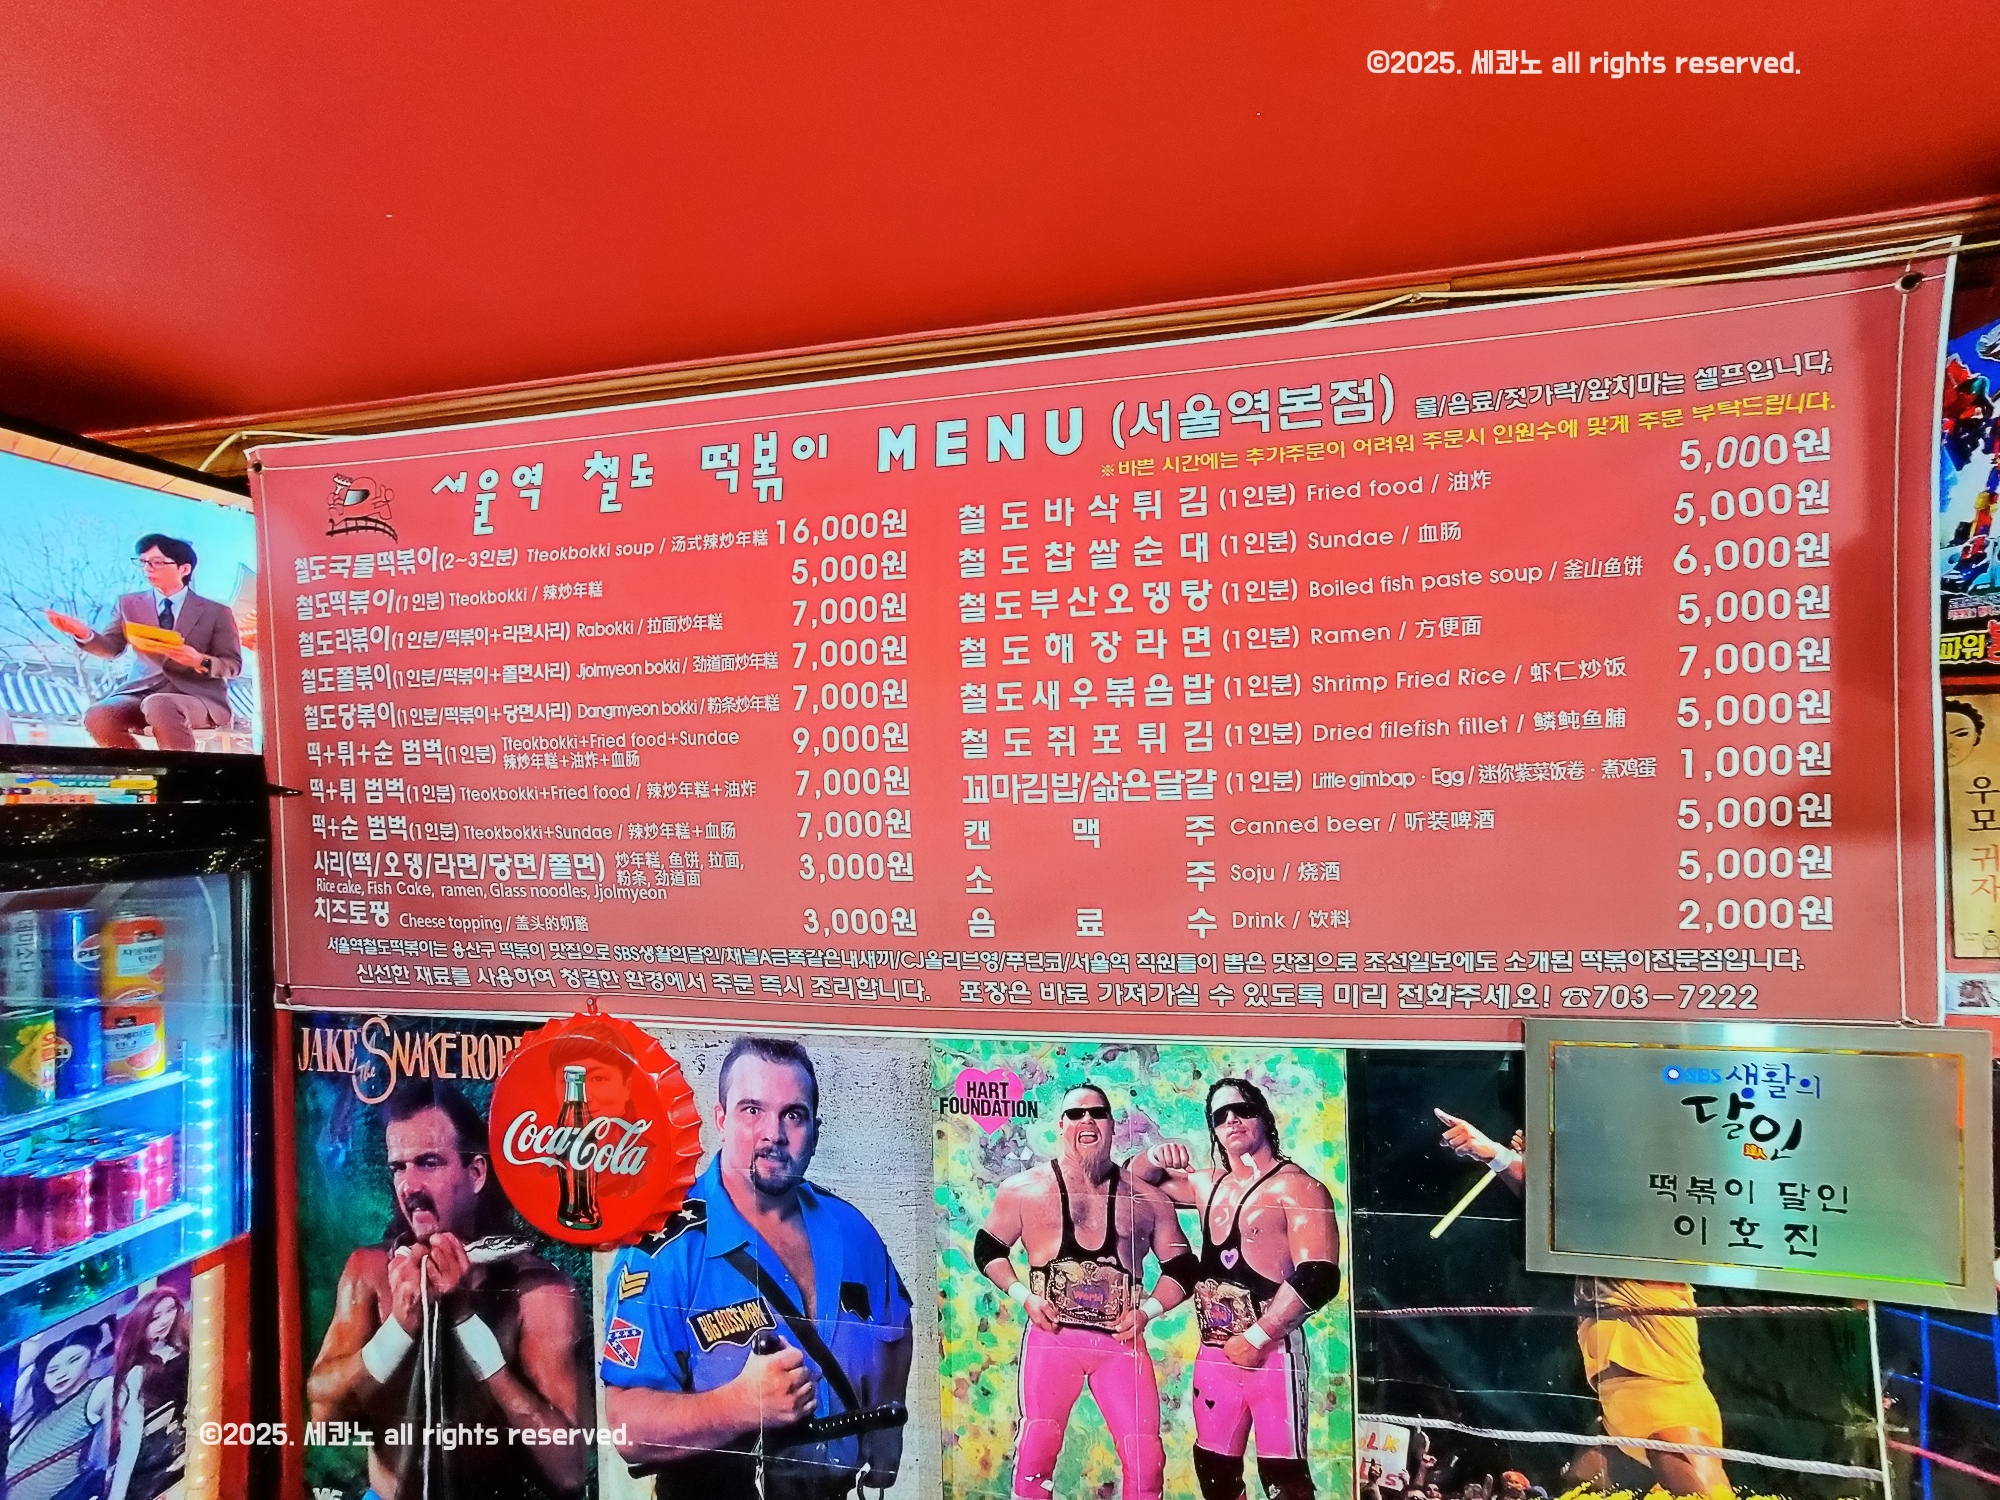 ©2025. 세콴노 all rights reserved.
서울역 철도 떡볶이 MENU (서울역본점)
물/음료/젓가락/앞치마는 셀프입니다.
※바쁜 시간에는 추가주문이 어려워 주문시 인원수에 맞게 주문 부탁드립니다.
철도국물떡볶이(2~3인분) Tteokbokki soup / 汤式辣炒年糕 16,000원
철도떡볶이(1인분) Tteokbokki / 辣炒年糕 5,000원
철도라볶이(1인분/떡볶이+라면사리) Rabokki / 拉面炒年糕 7,000원
철도쫄볶이(1인분/떡볶이+쫄면사리) Jjolmyeon bokki / 劲道面炒年糕 7,000원
철도당볶이(1인분/떡볶이+당면사리) Dangmyeon bokki / 粉条炒年糕 7,000원
떡+튀+순 범벅(1인분) Tteokbokki+Fried food+Sundae 9,000원
辣炒年糕+油炸+血肠
떡+튀 범벅(1인분) Tteokbokki+Fried food / 辣炒年糕+油炸 7,000원
떡+순 범벅(1인분) Tteokbokki+Sundae / 辣炒年糕+血肠 7,000원
사리(떡/오뎅/라면/당면/쫄면) 炒年糕, 鱼饼, 拉面, 3,000원
粉条, 劲道面
Rice cake, Fish Cake, ramen, Glass noodles, Jjolmyeon
치즈토핑 Cheese topping / 盖头的奶酪 3,000원
철도바삭튀김 (1인분) Fried food / 油炸 5,000원
철도찹쌀순대 (1인분) Sundae / 血肠 5,000원
철도부산오뎅탕 (1인분) Boiled fish paste soup / 釜山鱼饼 6,000원
철도해장라면 (1인분) Ramen / 方便面 5,000원
철도새우볶음밥 (1인분) Shrimp Fried Rice / 虾仁炒饭 7,000원
철도쥐포튀김 (1인분) Dried filefish fillet / 鳞鲀鱼脯 5,000원
꼬마김밥/삶은달걀 (1인분) Little gimbap · Egg / 迷你紫菜饭卷 · 煮鸡蛋 1,000원
캔맥주 Canned beer / 听装啤酒 5,000원
소주 Soju / 烧酒 5,000원
음료수 Drink / 饮料 2,000원
서울역철도떡볶이는 용산구 떡볶이 맛집으로 SBS생활의달인/채널A금쪽같은내새끼/CJ올리브영/푸딘코/서울역 직원들이 뽑은 맛집으로 조선일보에도 소개된 떡볶이전문점입니다.
신선한 재료를 사용하여 청결한 환경에서 주문 즉시 조리합니다. 포장은 바로 가져가실 수 있도록 미리 전화주세요! ☎703-7222
파워
우모
귀자
JAKE The SNAKE ROBE
Coca-Cola
BIG BOSS MAN
HART
FOUNDATION
SBS 생활의
달인
떡볶이 달인
이호진
©2025. 세콴노 all rights reserved.